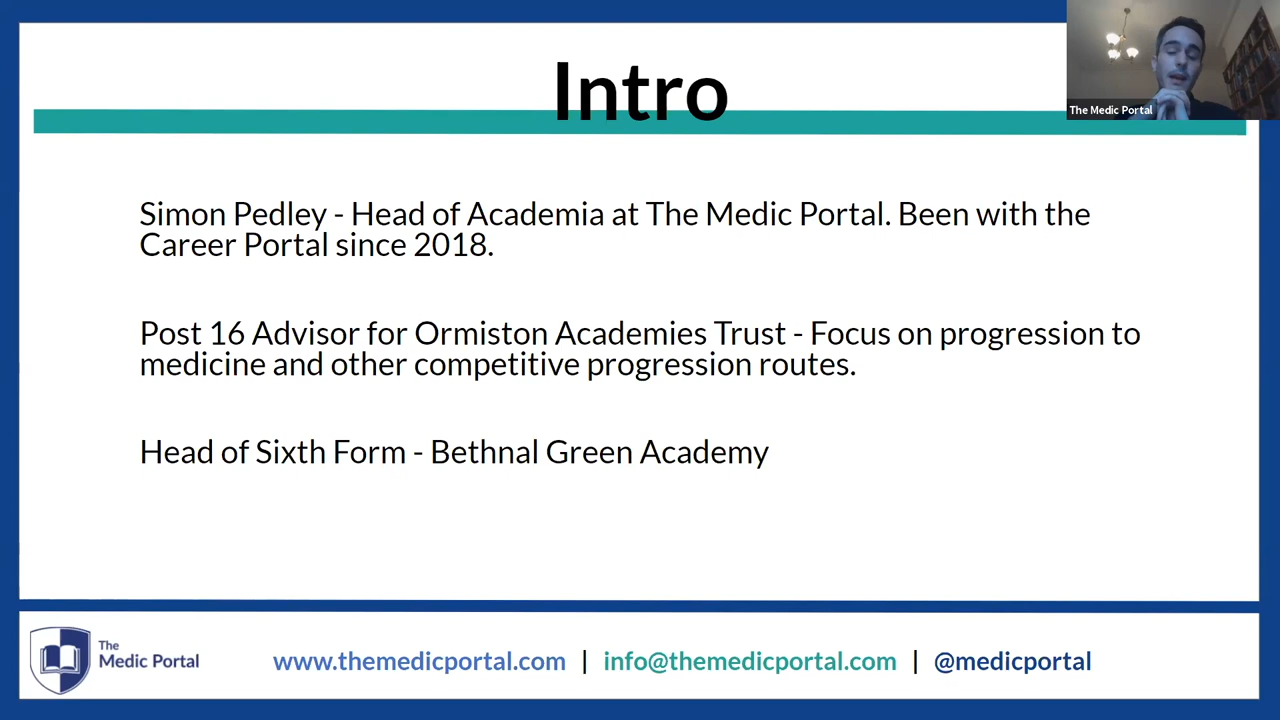 Intro
The Medic Portal
Simon Pedley - Head of Academia at The Medic Portal. Been with the
Career Portal since 2018.
Post 16 Advisor for Ormiston Academies Trust - Focus on progression to
medicine and other competitive progression routes.
Head of Sixth Form - Bethnal Green Academy
The
Medic Portal
www.themedicportal.com | info@themedicportal.com | @medicportal